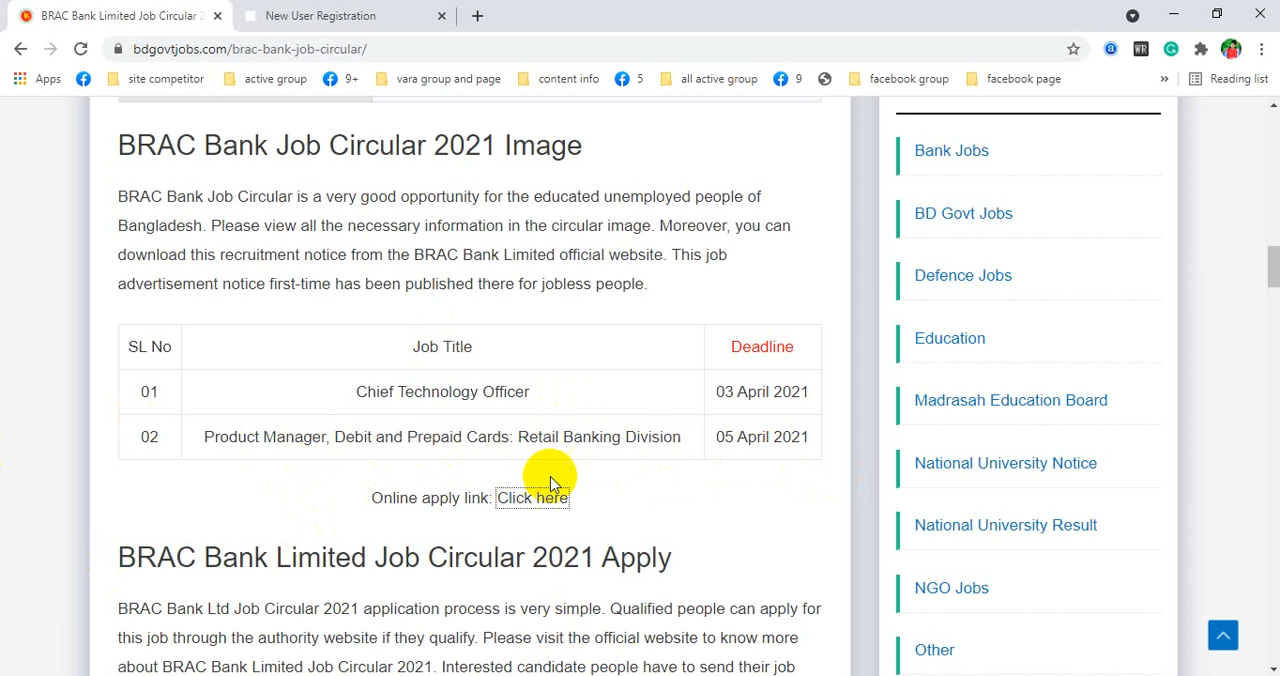 BRAC Bank Limited Job Circular 2
New User Registration
bdgovtjobs.com/brac-bank-job-circular/
Apps
site competitor
active group
9+
vara group and page
content info
5
all active group
9
facebook group
facebook page
»
Reading list
BRAC Bank Job Circular 2021 Image
BRAC Bank Job Circular is a very good opportunity for the educated unemployed people of
Bangladesh. Please view all the necessary information in the circular image. Moreover, you can
download this recruitment notice from the BRAC Bank Limited official website. This job
advertisement notice first-time has been published there for jobless people.
SL No Job Title Deadline
01 Chief Technology Officer 03 April 2021
02 Product Manager, Debit and Prepaid Cards: Retail Banking Division 05 April 2021
Online apply link: Click here
BRAC Bank Limited Job Circular 2021 Apply
BRAC Bank Ltd Job Circular 2021 application process is very simple. Qualified people can apply for
this job through the authority website if they qualify. Please visit the official website to know more
about BRAC Bank Limited Job Circular 2021. Interested candidate people have to send their job
Bank Jobs
BD Govt Jobs
Defence Jobs
Education
Madrasah Education Board
National University Notice
National University Result
NGO Jobs
Other